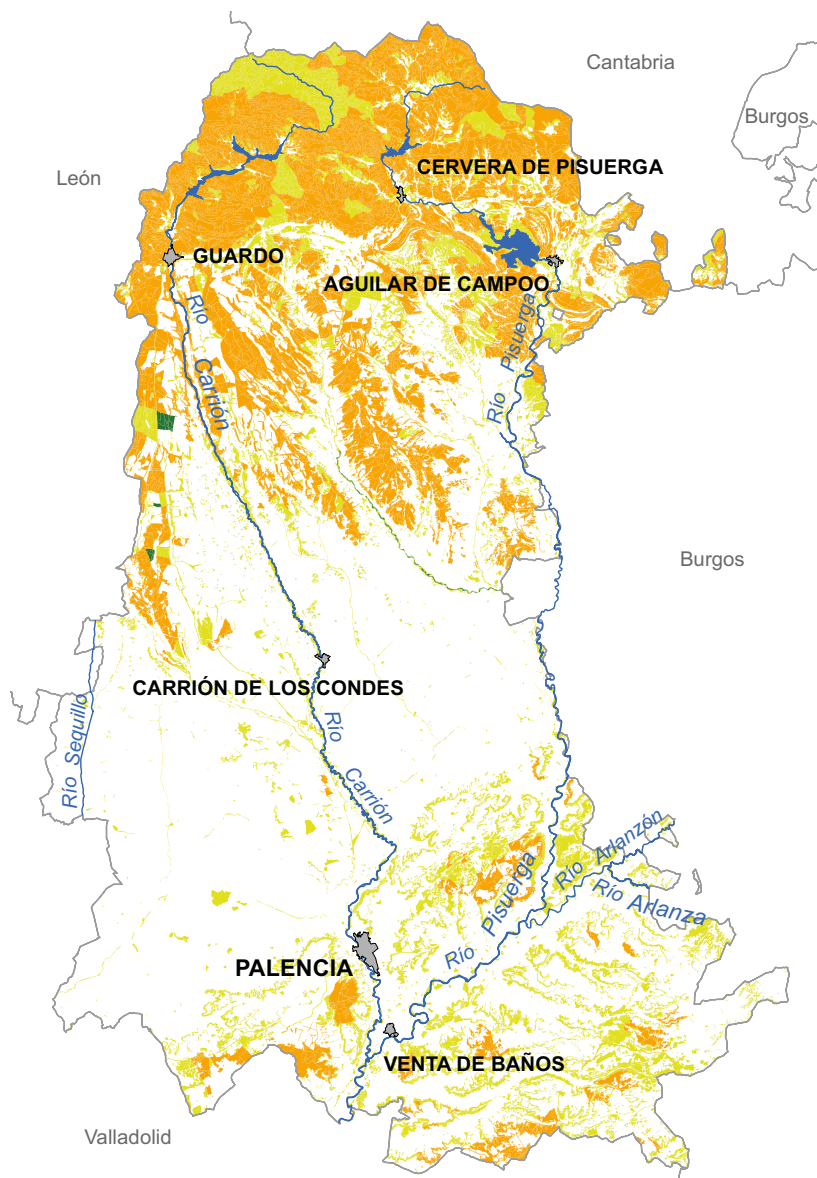 Cantabria
Burgos
León
CERVERA DE PISUERGA
GUARDO
AGUILAR DE CAMPOO
Río Carrión
Río Pisuerga
Burgos
CARRIÓN DE LOS CONDES
Río Sequillo
Río Carrión
Río Arlanzón
Río Pisuerga
Río Arlanza
PALENCIA
VENTA DE BAÑOS
Valladolid